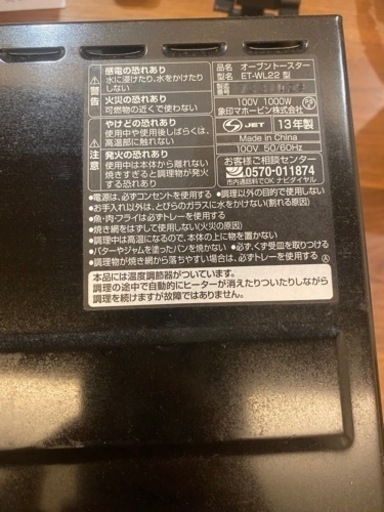 感電の恐れあり
水に浸けたり、水をかけたり
しない
警告
火災の恐れあり
可燃物の近くで使わない
やけどの恐れあり
使用中や使用後しばらくは、
高温部に触れない
注意
発火の恐れあり
使用中は本体から離れない
焼きすぎると調理物が発
火する恐れあり
品名 オーブントースター
型名 ET-WL22型
製番
100V 1000W
象印マホービン株式会社
JET 13年製
Made in China
100V 50/60Hz
お客様ご相談センター
0570-011874
市内通話料でOK ナビダイヤル
●電源は、必ずコンセントを使用する ●調理以外の目的で使用しない
●お手入れ以外は、とびらのガラスに水をかけない(割れる原因)
●魚・肉・フライは必ずトレーを使用する
●焼き網をはずして使用しない(火災の原因)
●調理中は高温になるので、本体の上に物を置かない
●バターやジャムを塗ったパンを焼かない ●必ずくず受皿を取りつける
●調理物が焼き網から落ちやすい場合は、必ずトレーを使用する Ⓐ
本品には温度調節器がついています。
調理の途中で自動的にヒーターが消えたりついたりしながら
調理を続けますが故障ではありません。